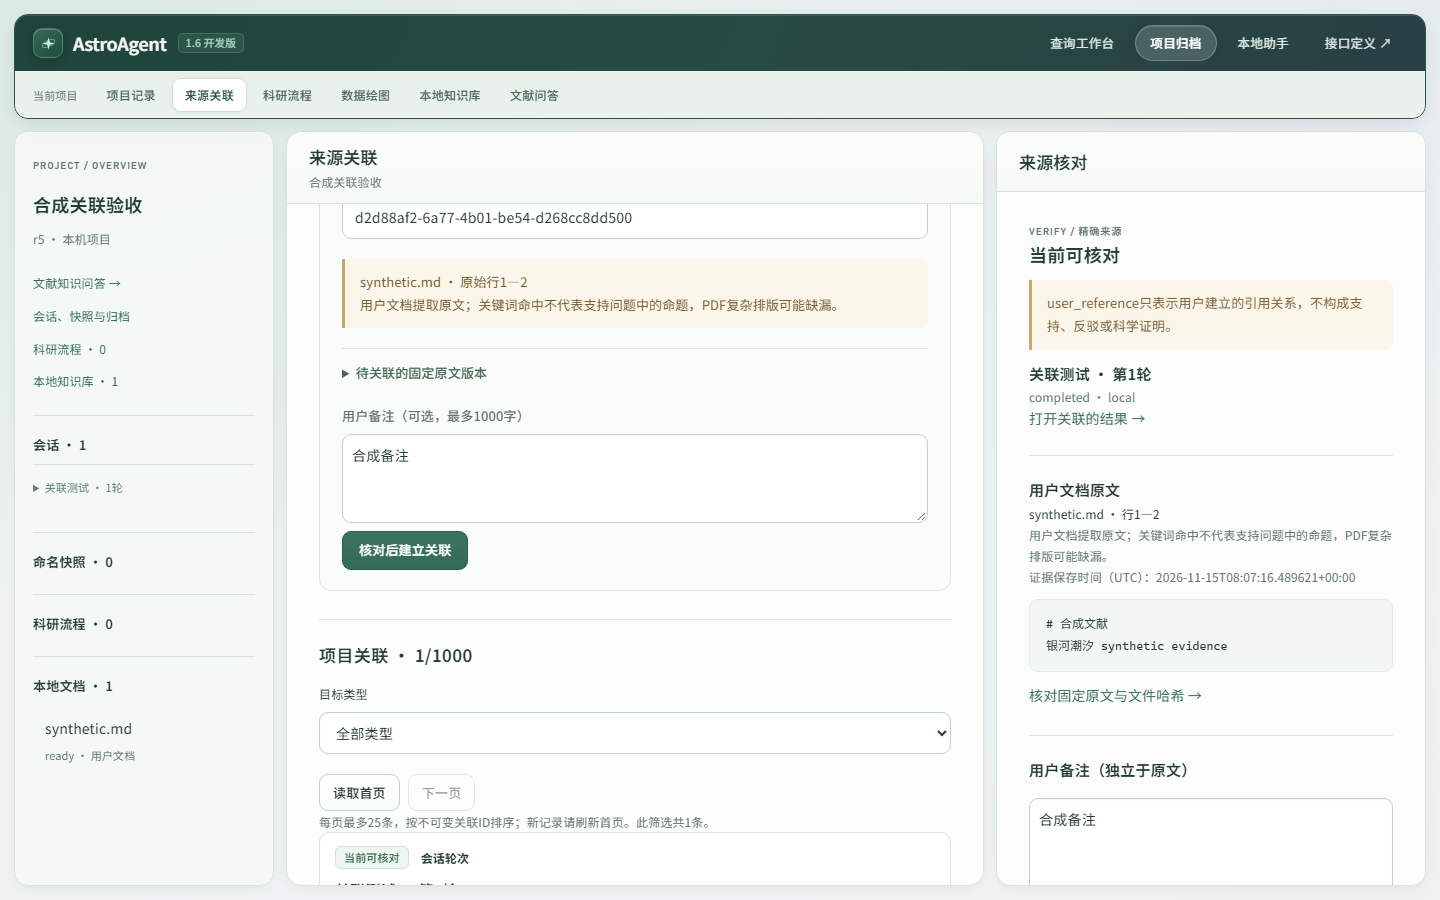 AstroAgent
1.6 开发版
查询工作台
项目归档
本地助手
接口定义 ↗
当前项目
项目记录
来源关联
科研流程
数据绘图
本地知识库
文献问答
PROJECT / OVERVIEW
合成关联验收
r5 · 本机项目
文献知识问答 →
会话、快照与归档
科研流程 · 0
本地知识库 · 1
会话 · 1
▶ 关联测试 · 1轮
命名快照 · 0
科研流程 · 0
本地文档 · 1
synthetic.md
ready · 用户文档
来源关联
合成关联验收
d2d88af2-6a77-4b01-be54-d268cc8dd500
synthetic.md · 原始行1—2
用户文档提取原文；关键词命中不代表支持问题中的命题，PDF复杂排版可能缺漏。
▶ 待关联的固定原文版本
用户备注（可选，最多1000字）
合成备注
核对后建立关联
项目关联 · 1/1000
目标类型
全部类型
读取首页
下一页
每页最多25条，按不可变关联ID排序；新记录请刷新首页。此筛选共1条。
当前可核对
会话轮次
来源核对
VERIFY / 精确来源
当前可核对
user_reference只表示用户建立的引用关系，不构成支
持、反驳或科学证明。
关联测试 · 第1轮
completed · local
打开关联的结果 →
用户文档原文
synthetic.md · 行1—2
用户文档提取原文；关键词命中不代表支持问题中的命题，PDF复杂
排版可能缺漏。
证据保存时间（UTC）：2026-11-15T08:07:16.489621+00:00
# 合成文献
银河潮汐 synthetic evidence
核对固定原文与文件哈希 →
用户备注（独立于原文）
合成备注